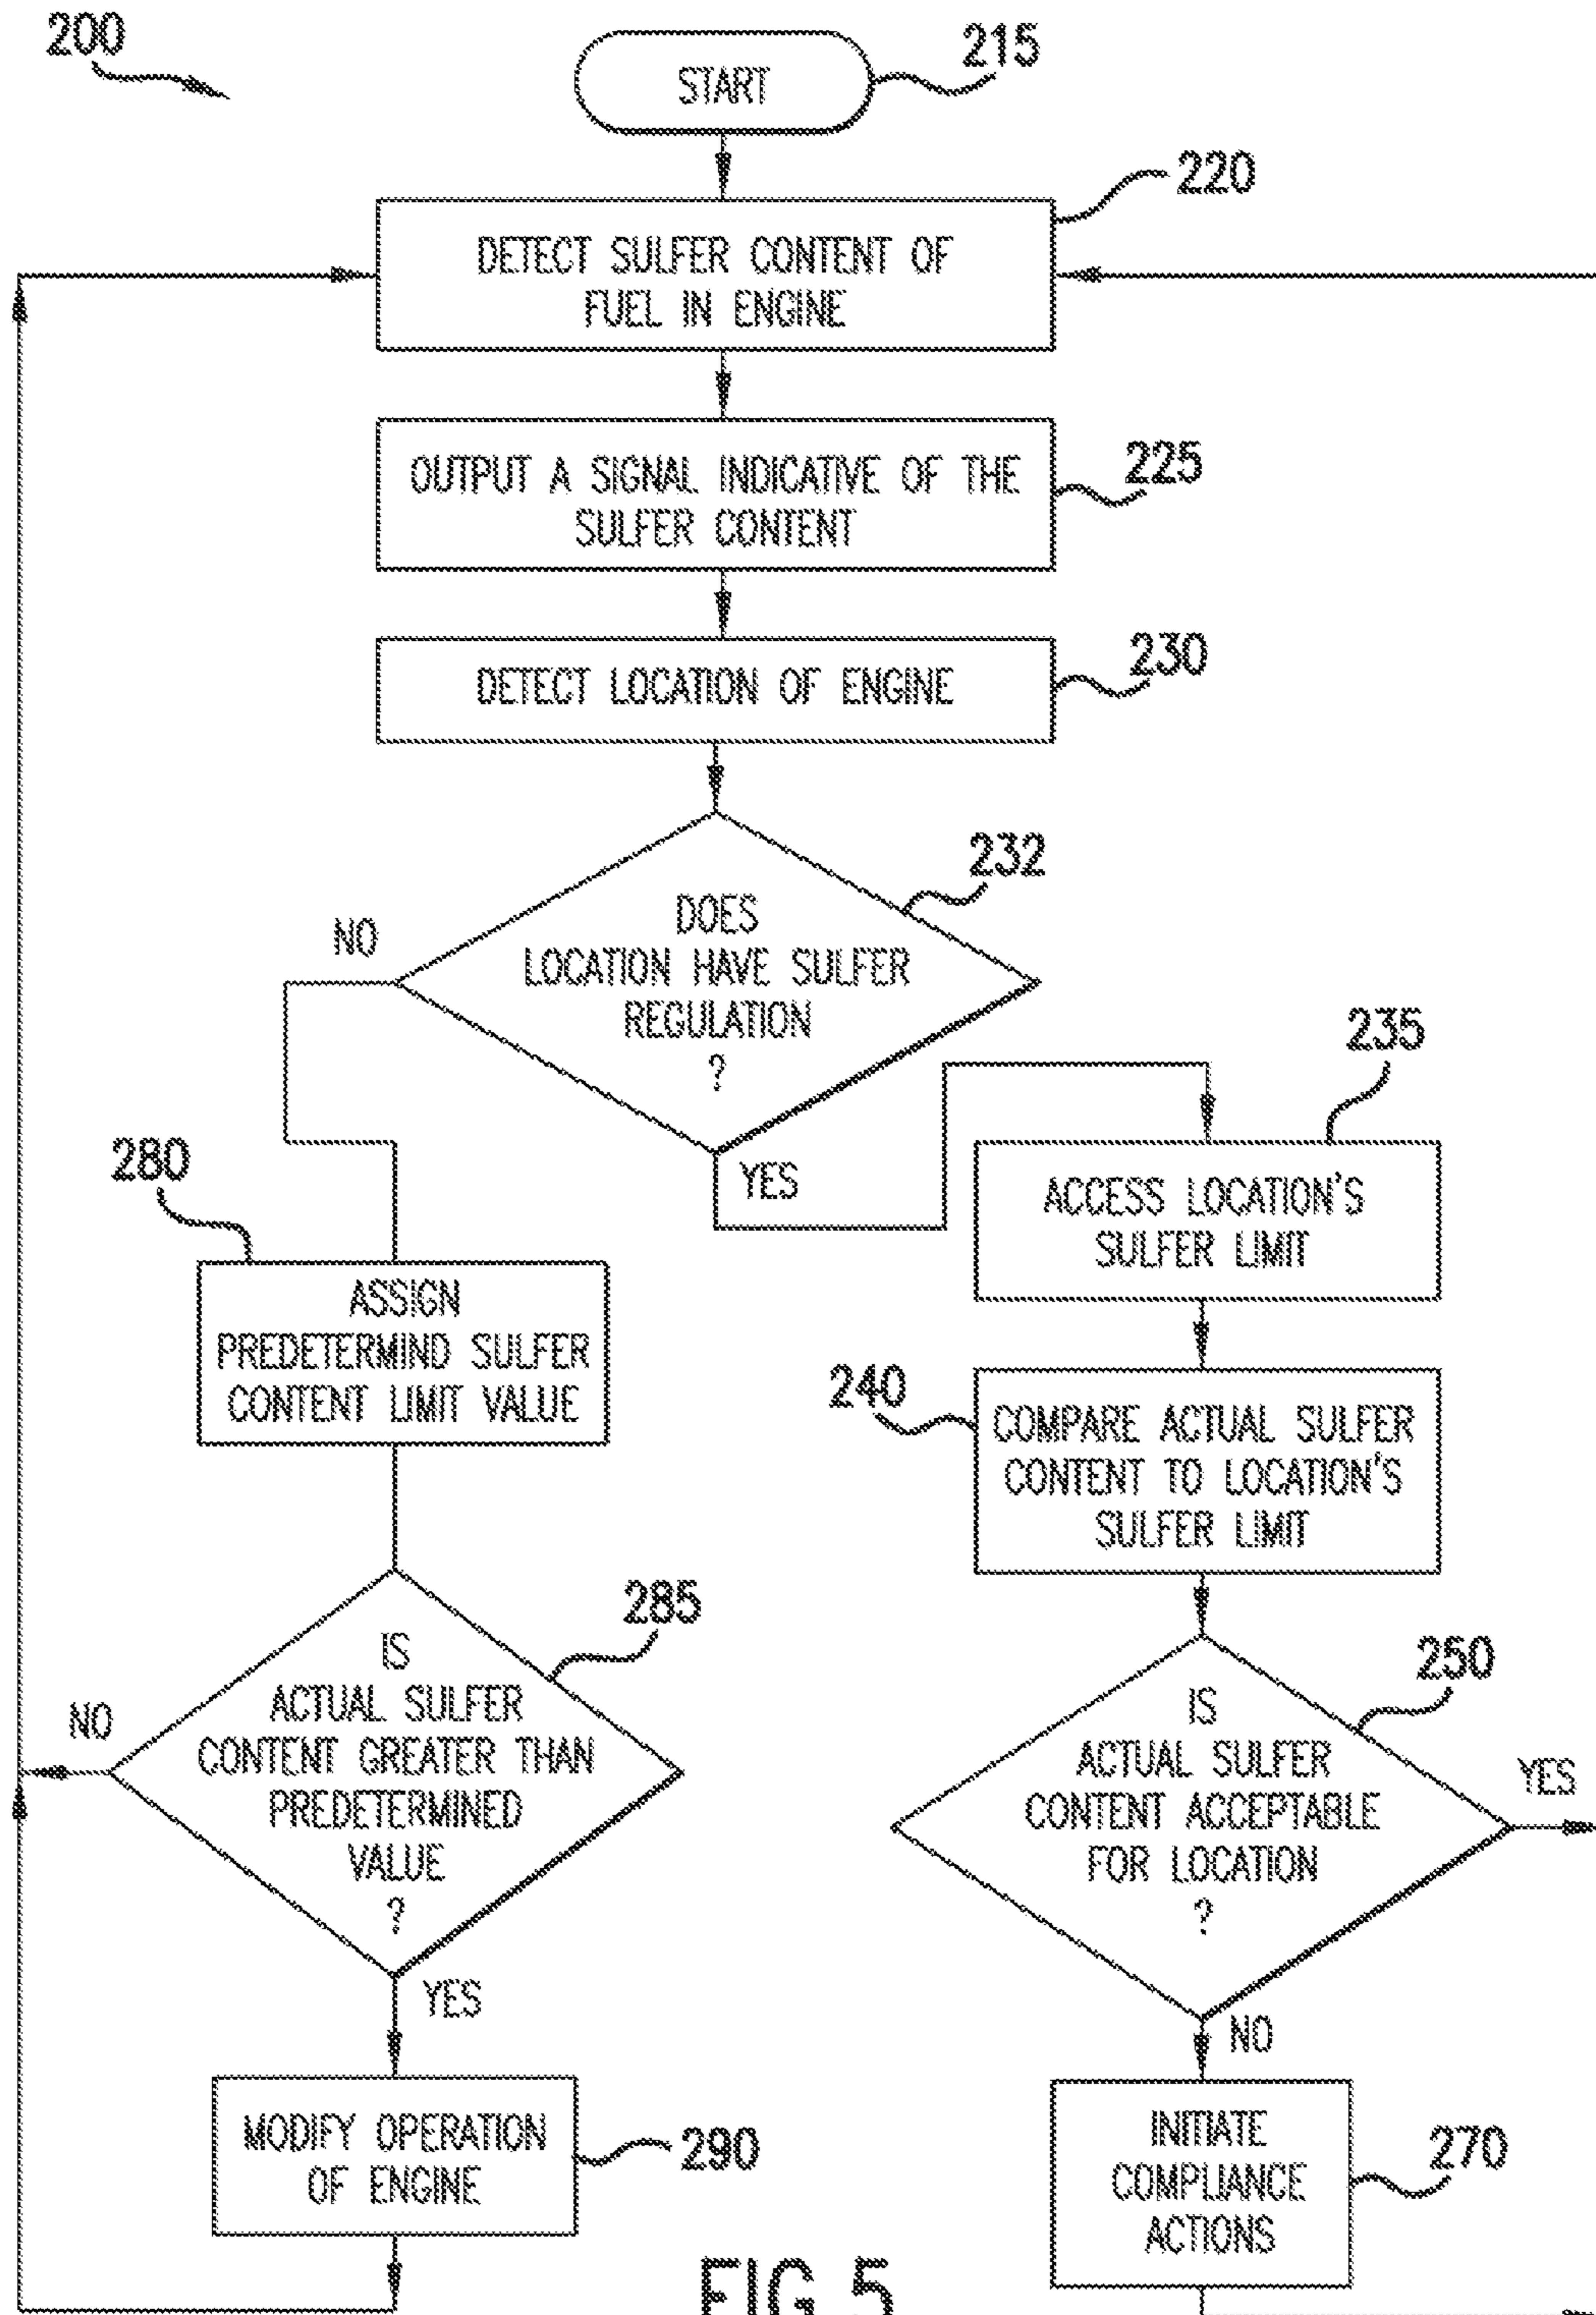 200
START
215
220
DETECT SULFER CONTENT OF
FUEL IN ENGINE
OUTPUT A SIGNAL INDICATIVE OF THE
SULFER CONTENT
225
DETECT LOCATION OF ENGINE
230
232
NO
DOES
LOCATION HAVE SULFER
REGULATION
?
YES
235
ACCESS LOCATION'S
SULFER LIMIT
280
ASSIGN
PREDETERMIND SULFER
CONTENT LIMIT VALUE
240
COMPARE ACTUAL SULFER
CONTENT TO LOCATION'S
SULFER LIMIT
285
IS
ACTUAL SULFER
CONTENT GREATER THAN
PREDETERMINED
VALUE
?
NO
YES
250
IS
ACTUAL SULFER
CONTENT ACCEPTABLE
FOR LOCATION
?
YES
NO
MODIFY OPERATION
OF ENGINE
290
INITIATE
COMPLIANCE
ACTIONS
270
FIG.5